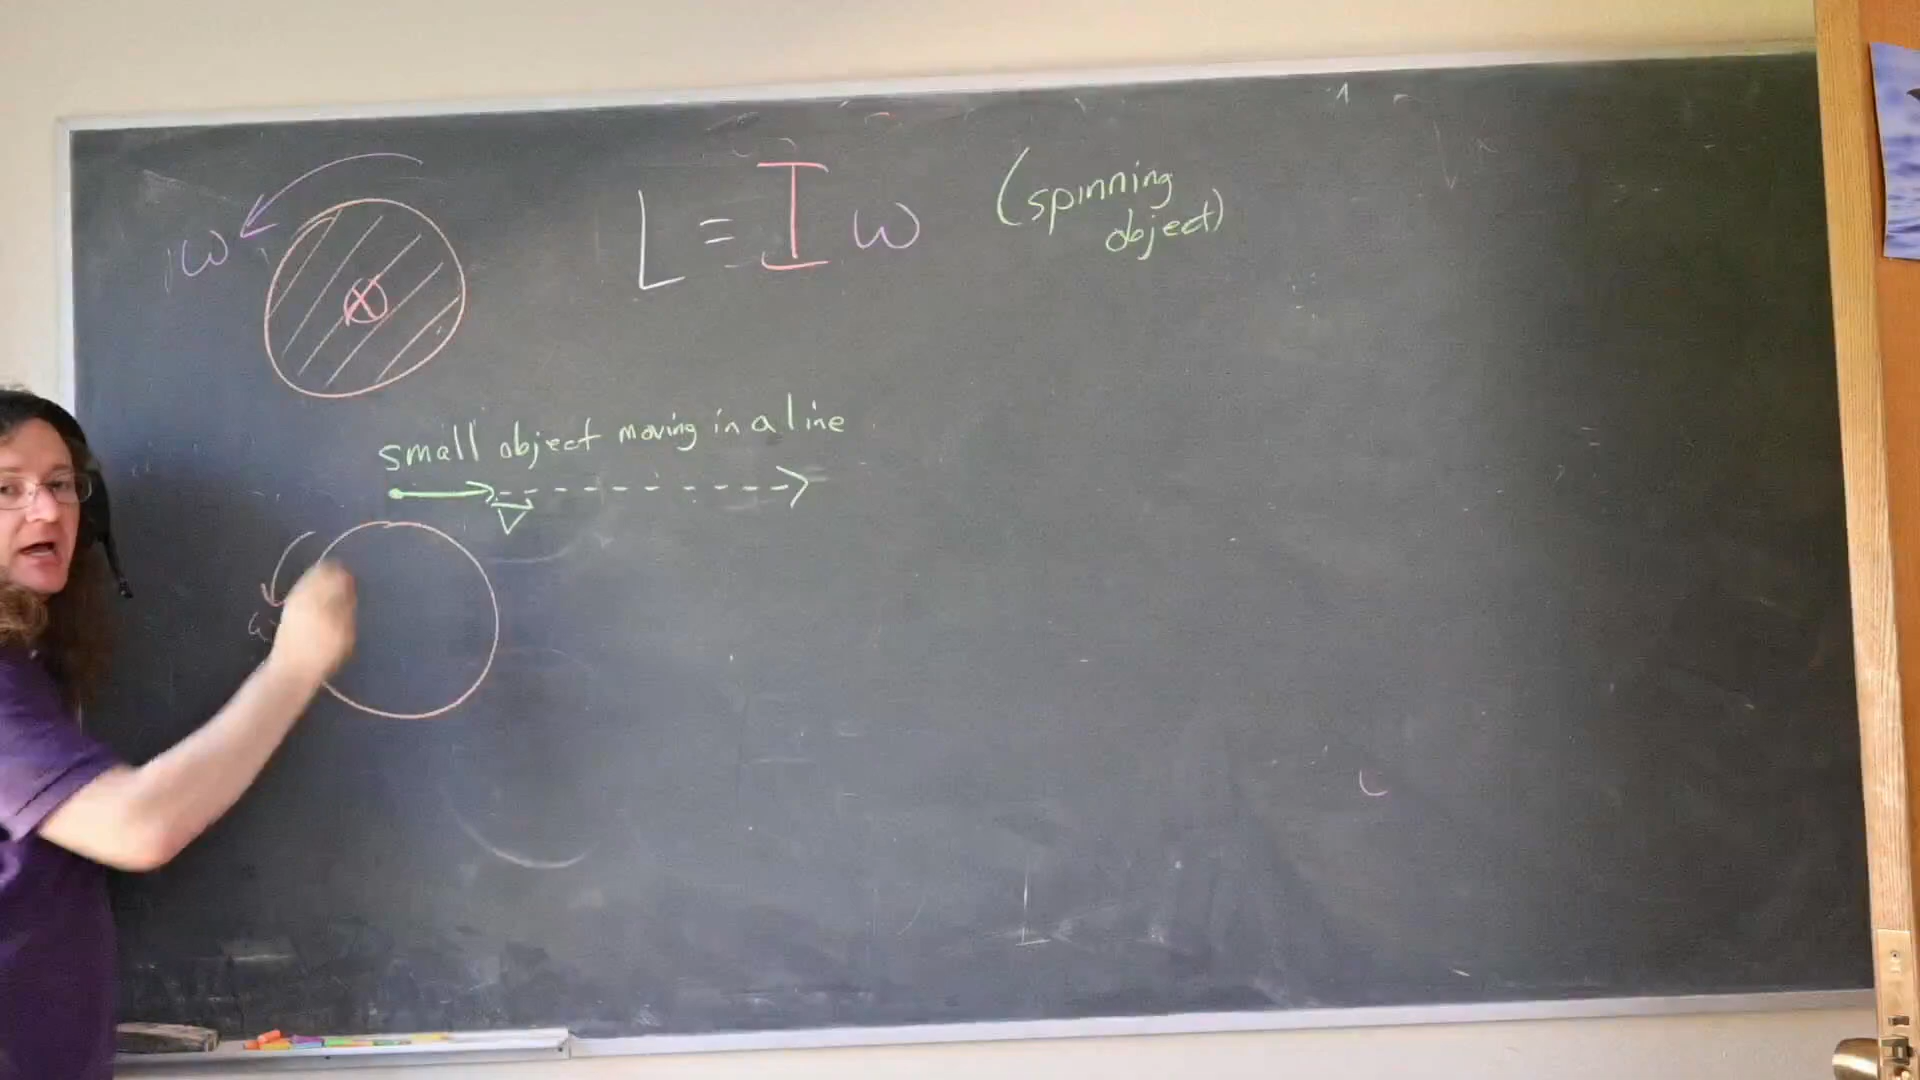 ω
L = I ω
(spinning
object)
small object moving in a line
V